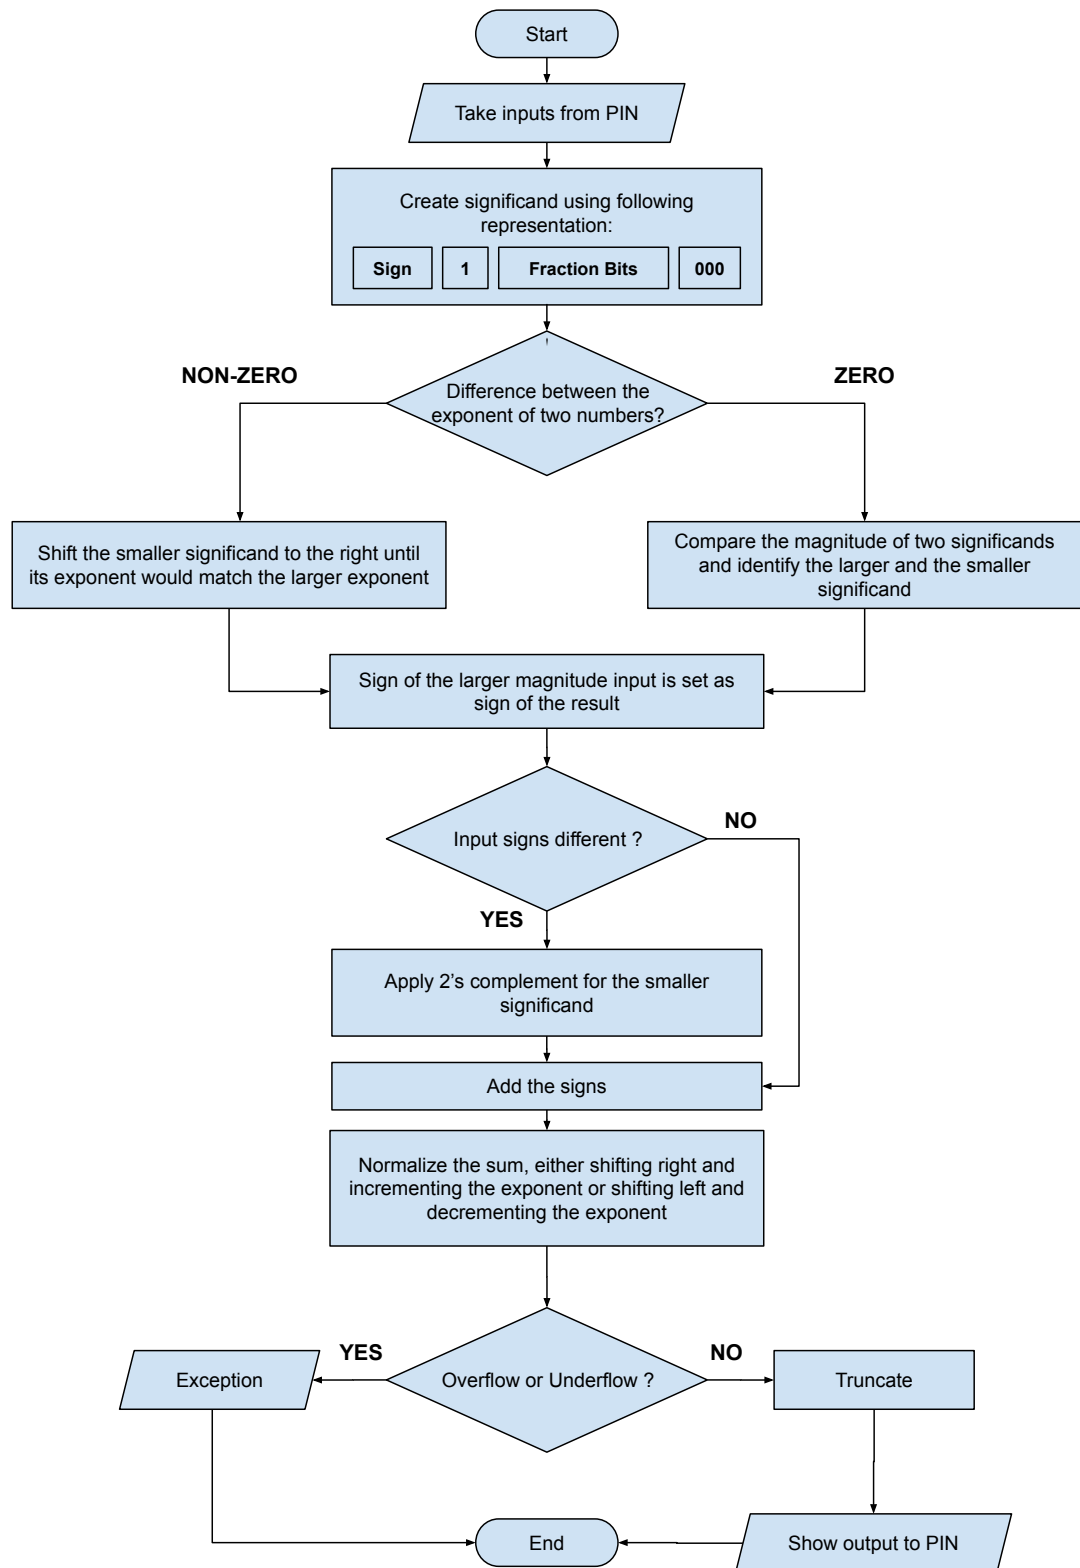 Start
Take inputs from PIN
Create significand using following
representation:
Sign
1
Fraction Bits
000
NON-ZERO
ZERO
Difference between the
exponent of two numbers?
Shift the smaller significand to the right until
its exponent would match the larger exponent
Compare the magnitude of two significands
and identify the larger and the smaller
significand
Sign of the larger magnitude input is set as
sign of the result
Input signs different ?
NO
YES
Apply 2's complement for the smaller
significand
Add the signs
Normalize the sum, either shifting right and
incrementing the exponent or shifting left and
decrementing the exponent
YES
NO
Exception
Overflow or Underflow ?
Truncate
End
Show output to PIN